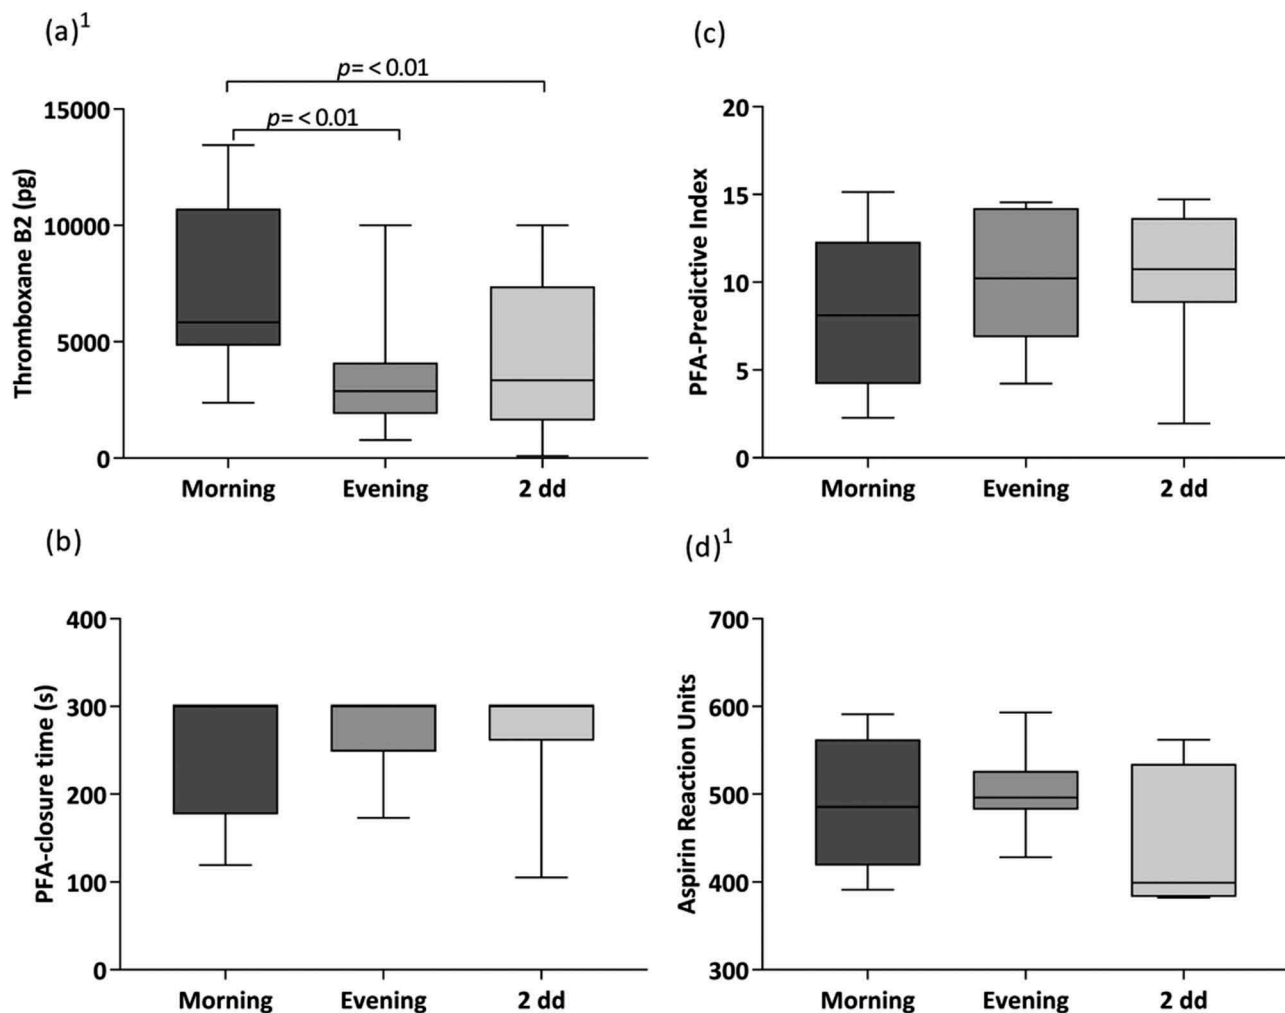 (a)1
p=<0.01
p=<0.01
Thromboxane B2 (pg)
15000
10000
5000
0
Morning Evening 2 dd
(c)
PFA-Predictive Index
20
15
10
5
0
Morning Evening 2 dd
(b)
PFA-closure time (s)
400
300
200
100
0
Morning Evening 2 dd
(d)1
Aspirin Reaction Units
700
600
500
400
300
Morning Evening 2 dd